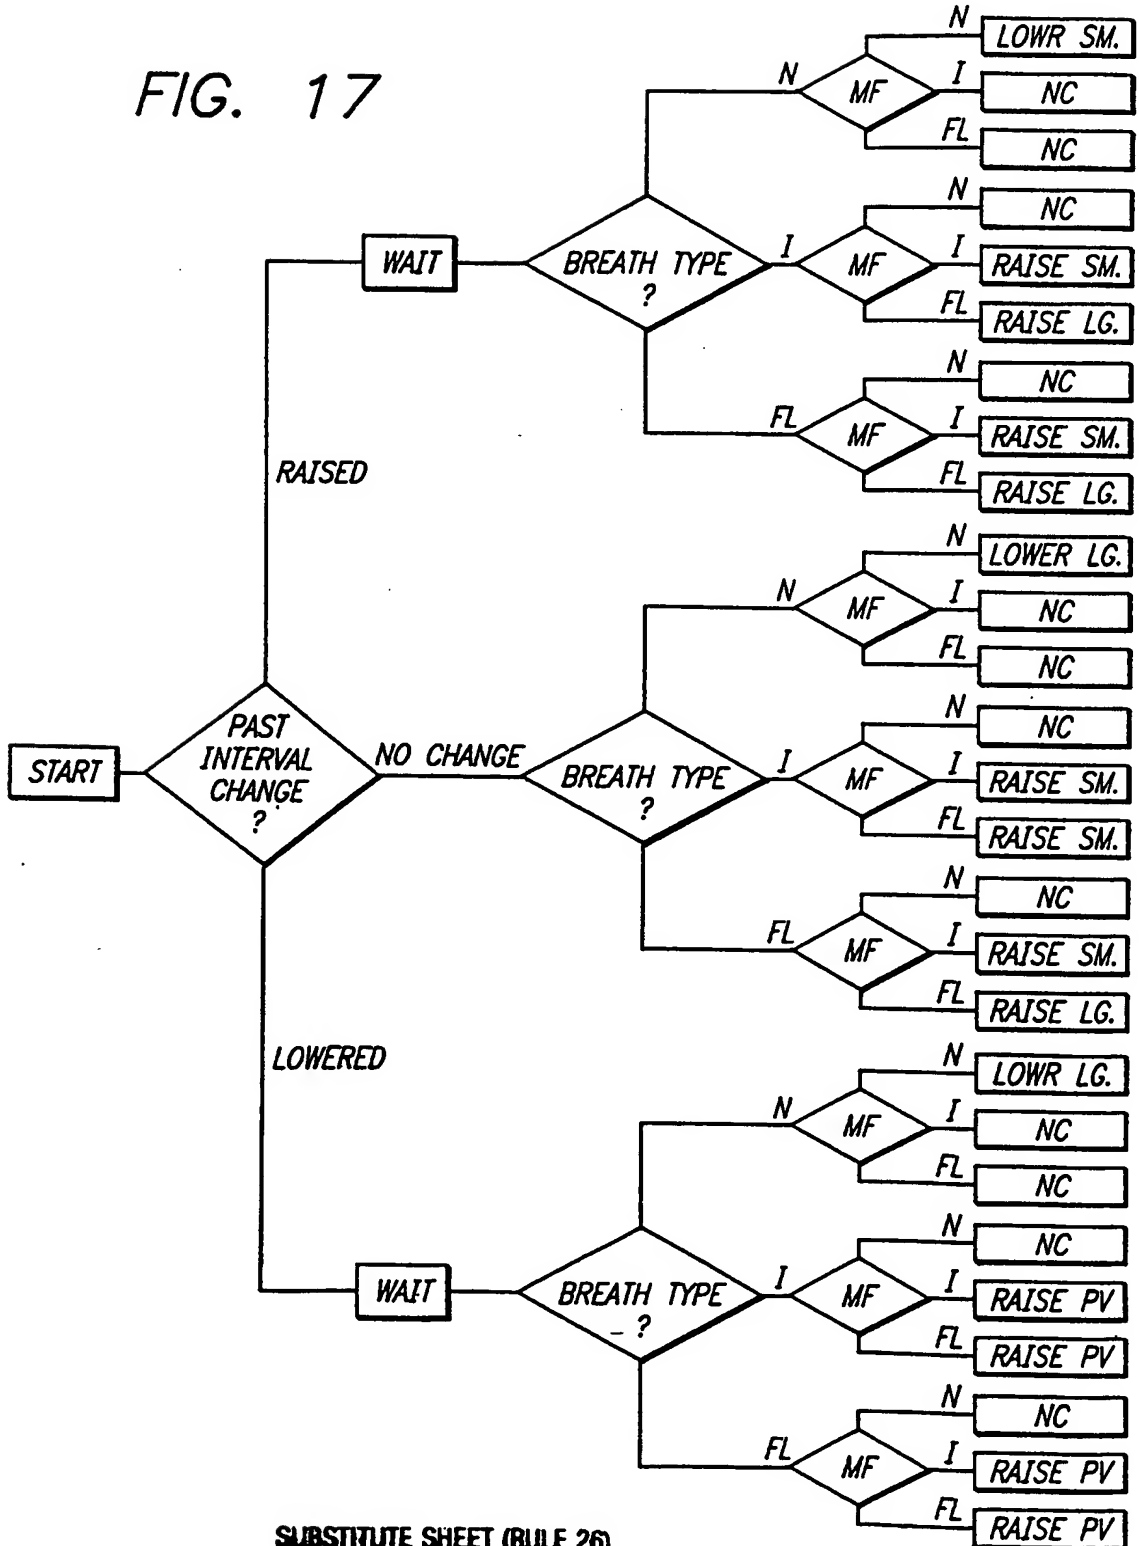 FIG. 17
N
LOWR SM.
N
MF
I
NC
FL
NC
N
NC
WAIT
BREATH TYPE
?
I
MF
I
RAISE SM.
FL
RAISE LG.
N
NC
FL
MF
I
RAISE SM.
FL
RAISE LG.
RAISED
N
LOWER LG.
N
MF
I
NC
FL
NC
START
PAST
INTERVAL
CHANGE
?
NO CHANGE
BREATH TYPE
?
N
NC
I
MF
I
RAISE SM.
FL
RAISE SM.
N
NC
FL
MF
I
RAISE SM.
FL
RAISE LG.
LOWERED
N
LOWR LG.
N
MF
I
NC
FL
NC
N
NC
WAIT
BREATH TYPE
?
I
MF
I
RAISE PV
FL
RAISE PV
N
NC
FL
MF
I
RAISE PV
FL
RAISE PV
SUBSTITUTE SHEET (RULE 26)